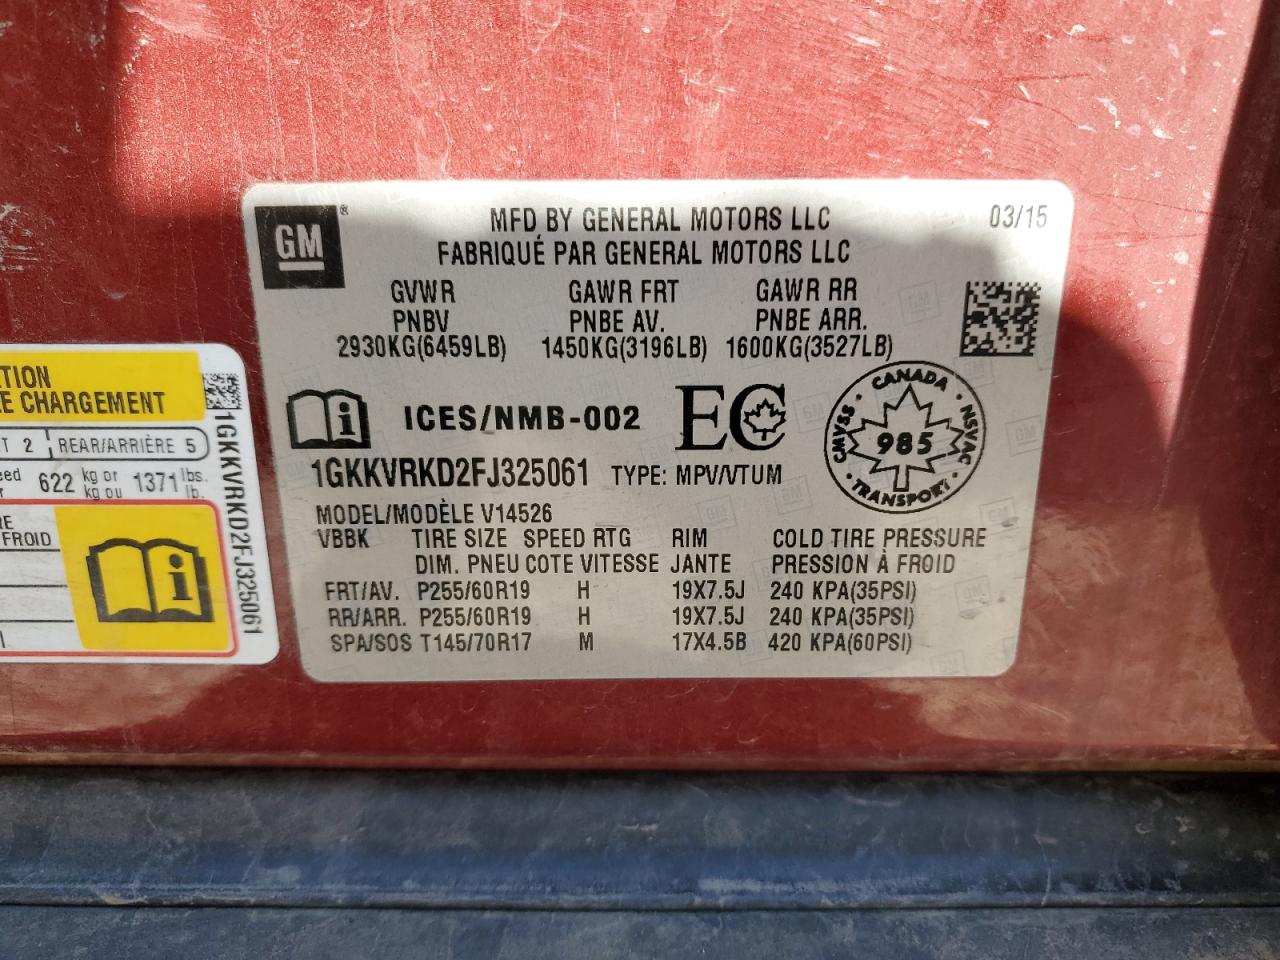 GM®
MFD BY GENERAL MOTORS LLC
03/15
FABRIQUÉ PAR GENERAL MOTORS LLC
GVWR GAWR FRT GAWR RR
PNBV PNBE AV. PNBE ARR.
2930KG(6459LB) 1450KG(3196LB) 1600KG(3527LB)
i ICES/NMB-002 EC
CANADA
CMVSS 985 NSVAC
TRANSPORT
1GKKVRKD2FJ325061 TYPE: MPV/VTUM
MODEL/MODÈLE V14526
VBBK TIRE SIZE SPEED RTG RIM COLD TIRE PRESSURE
DIM. PNEU COTE VITESSE JANTE PRESSION À FROID
FRT/AV. P255/60R19 H 19X7.5J 240 KPA(35PSI)
RR/ARR. P255/60R19 H 19X7.5J 240 KPA(35PSI)
SPA/SOS T145/70R17 M 17X4.5B 420 KPA(60PSI)
TION
E CHARGEMENT
T 2 REAR/ARRIÈRE 5
eed 622 kg or 1371 lbs.
r kg ou lb.
RE
FROID
i
1GKKVRKD2FJ325061